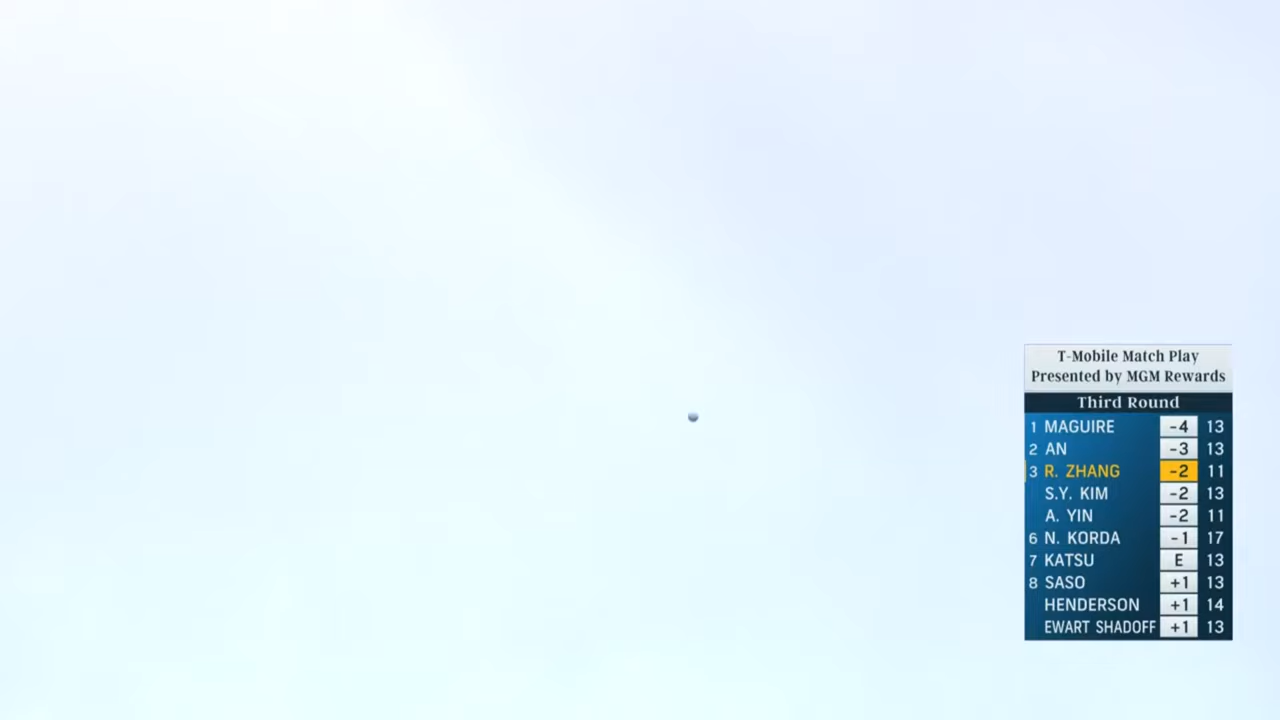 T-Mobile Match Play
Presented by MGM Rewards
Third Round
1 MAGUIRE -4 13
2 AN -3 13
3 R. ZHANG -2 11
S.Y. KIM -2 13
A. YIN -2 11
6 N. KORDA -1 17
7 KATSU E 13
8 SASO +1 13
HENDERSON +1 14
EWART SHADOFF +1 13